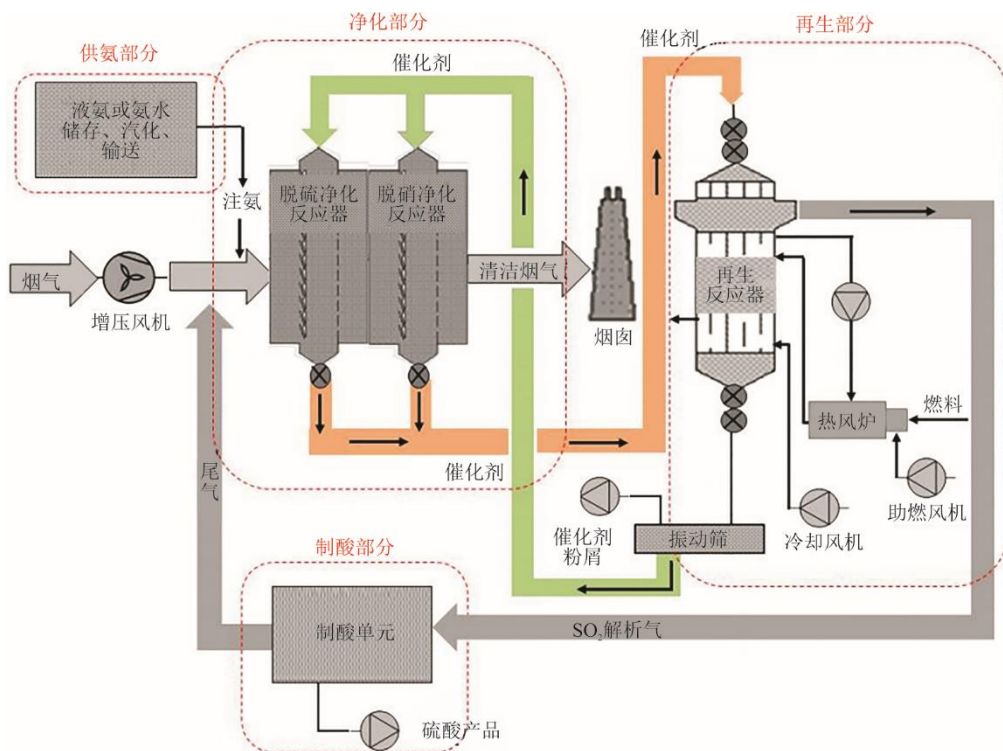 净化部分
催化剂
再生部分
供氨部分
催化剂
液氨或氨水
储存、汽化、
输送
脱硫净化
反应器
脱硝净化
反应器
注氨
烟气
增压风机
清洁烟气
烟囱
再生
反应器
热风炉
燃料
助燃风机
冷却风机
催化剂
尾气
催化剂
粉屑
振动筛
制酸部分
制酸单元
SO₂解析气
硫酸产品